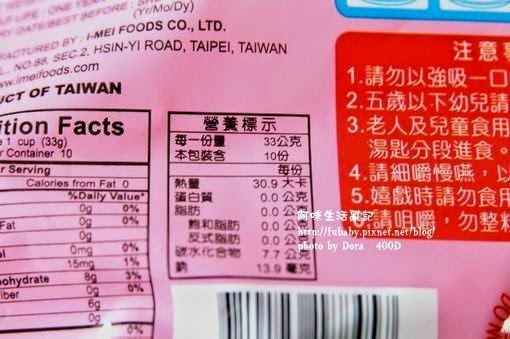 (Yr/Mo/Dy)
I-MEI FOODS CO., LTD.
NO.88, SEC.2, HSIN-YI ROAD, TAIPEI, TAIWAN
www.imeifoods.com
UCT OF TAIWAN
ition Facts
1 cup (33g)
Container 10
r Serving
Calories from Fat 0
%Daily Value*
0g 0%
Fat 0g 0%
0g
0mg 0%
15mg 1%
bohydrate 8g 3%
iber 0g 0%
6g
0g
營養標示
每一份量 33公克
本包裝含 10份
每份
熱量 30.9 大卡
蛋白質 0.0 公克
脂肪 0.0 公克
飽和脂肪 0.0 公克
反式脂肪 0.0 公克
碳水化合物 7.7 公克
鈉 13.9 毫克
注意
1.請勿以強吸一口
2.五歲以下幼兒請
3.老人及兒童食用
湯匙分段進食。
4.請細嚼慢嚥，以
5.嬉戲時請勿食用
請咀嚼，勿整粒
阿咪生活亂記
http://fubaby.pixnet.net/blog/
photo by Dora 400D